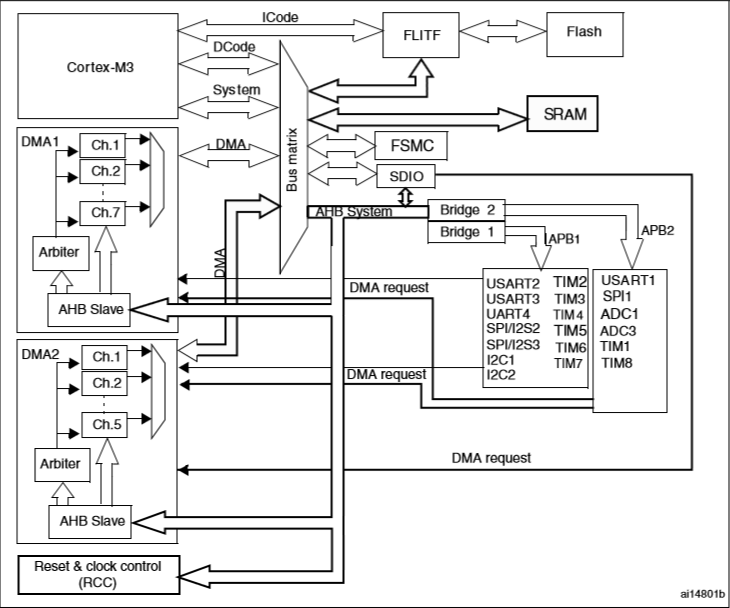 ICode
Cortex-M3
FLITF
Flash
DCode
System
SRAM
DMA
Bus matrix
FSMC
SDIO
DMA1
Ch.1
Ch.2
Ch.7
Arbiter
AHB Slave
DMA
AHB System
Bridge 2
Bridge 1
APB1
APB2
USART2 TIM2
USART3 TIM3
UART4 TIM4
SPI/I2S2 TIM5
SPI/I2S3 TIM6
I2C1 TIM7
I2C2
USART1
SPI1
ADC1
ADC3
TIM1
TIM8
DMA request
DMA2
Ch.1
Ch.2
Ch.5
Arbiter
AHB Slave
DMA request
DMA request
Reset & clock control
(RCC)
ai14801b